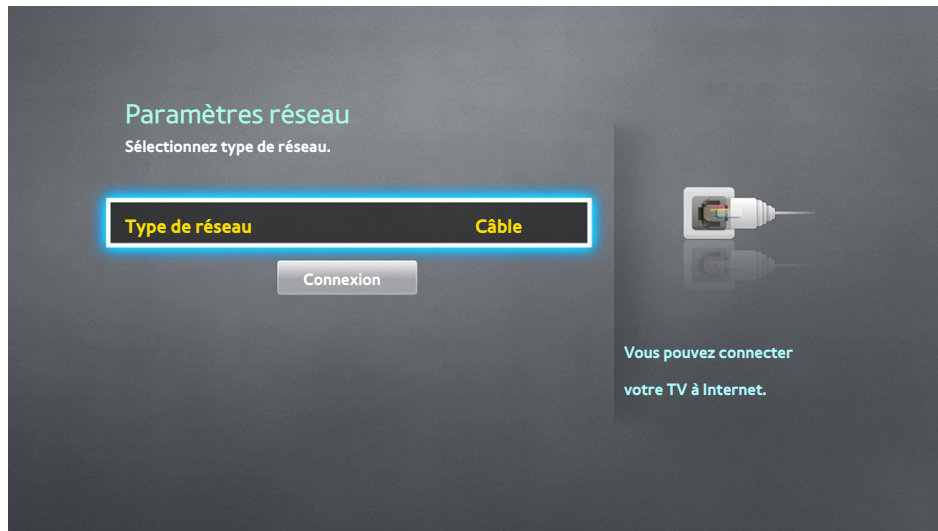 Paramètres réseau
Sélectionnez type de réseau.
Type de réseau Câble
Connexion
Vous pouvez connecter
votre TV à Internet.